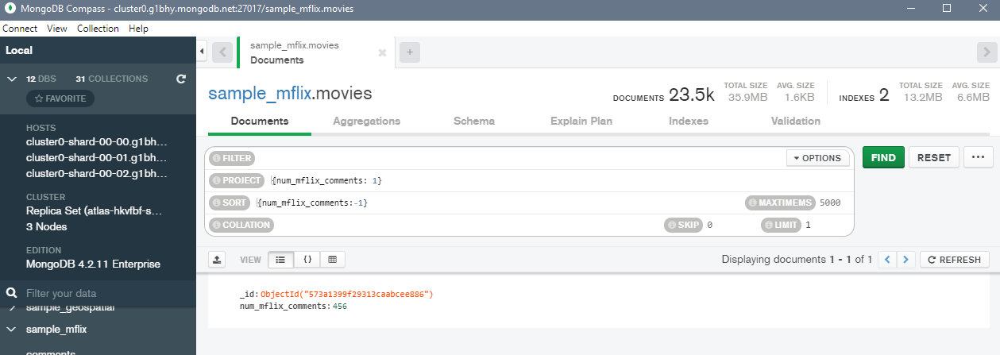 MongoDB Compass - cluster0.g1bhy.mongodb.net:27017/sample_mflix.movies
Connect View Collection Help
Local
12 DBS 31 COLLECTIONS
FAVORITE
HOSTS
cluster0-shard-00-00.g1bh...
cluster0-shard-00-01.g1bh...
cluster0-shard-00-02.g1bh...
CLUSTER
Replica Set (atlas-hkvfbf-s...
3 Nodes
EDITION
MongoDB 4.2.11 Enterprise
Filter your data
sample_geospatial
sample_mflix
comments
sample_mflix.movies
Documents
sample_mflix.movies
DOCUMENTS 23.5k TOTAL SIZE 35.9MB AVG. SIZE 1.6KB INDEXES 2 TOTAL SIZE 13.2MB AVG. SIZE 6.6MB
Documents Aggregations Schema Explain Plan Indexes Validation
FILTER OPTIONS FIND RESET ...
PROJECT {num_mflix_comments: 1}
SORT {num_mflix_comments:-1} MAXTIMEMS 5000
COLLATION SKIP 0 LIMIT 1
VIEW {} Displaying documents 1 - 1 of 1 < > REFRESH
_id: ObjectId("573a1399f29313caabcee886")
num_mflix_comments: 456